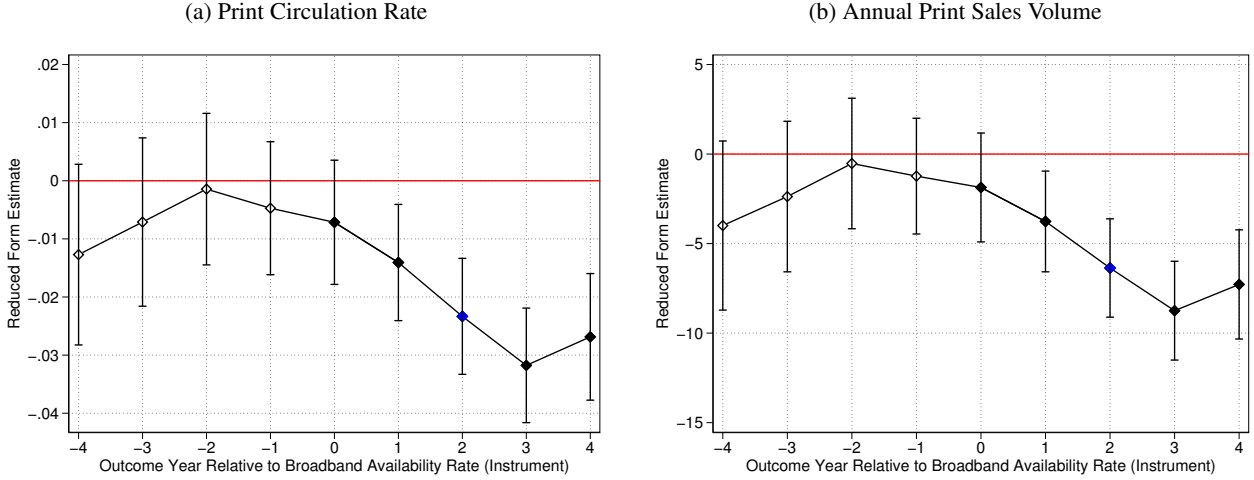 (a) Print Circulation Rate
.02
.01
0
−.01
−.02
−.03
−.04
Reduced Form Estimate
−4 −3 −2 −1 0 1 2 3 4
Outcome Year Relative to Broadband Availability Rate (Instrument)
(b) Annual Print Sales Volume
5
0
−5
−10
−15
Reduced Form Estimate
−4 −3 −2 −1 0 1 2 3 4
Outcome Year Relative to Broadband Availability Rate (Instrument)